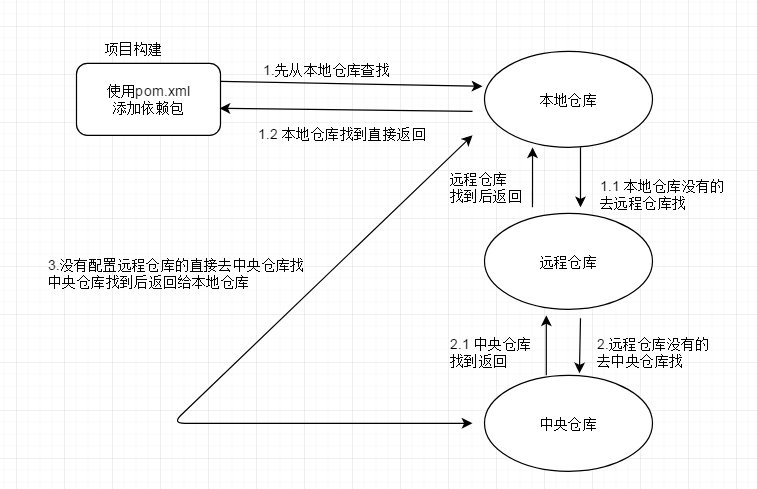 项目构建
使用pom.xml
添加依赖包
1.先从本地仓库查找
本地仓库
1.2 本地仓库找到直接返回
远程仓库
找到后返回
1.1 本地仓库没有的
去远程仓库找
远程仓库
3.没有配置远程仓库的直接去中央仓库找
中央仓库找到后返回给本地仓库
2.1 中央仓库
找到返回
2.远程仓库没有的
去中央仓库找
中央仓库